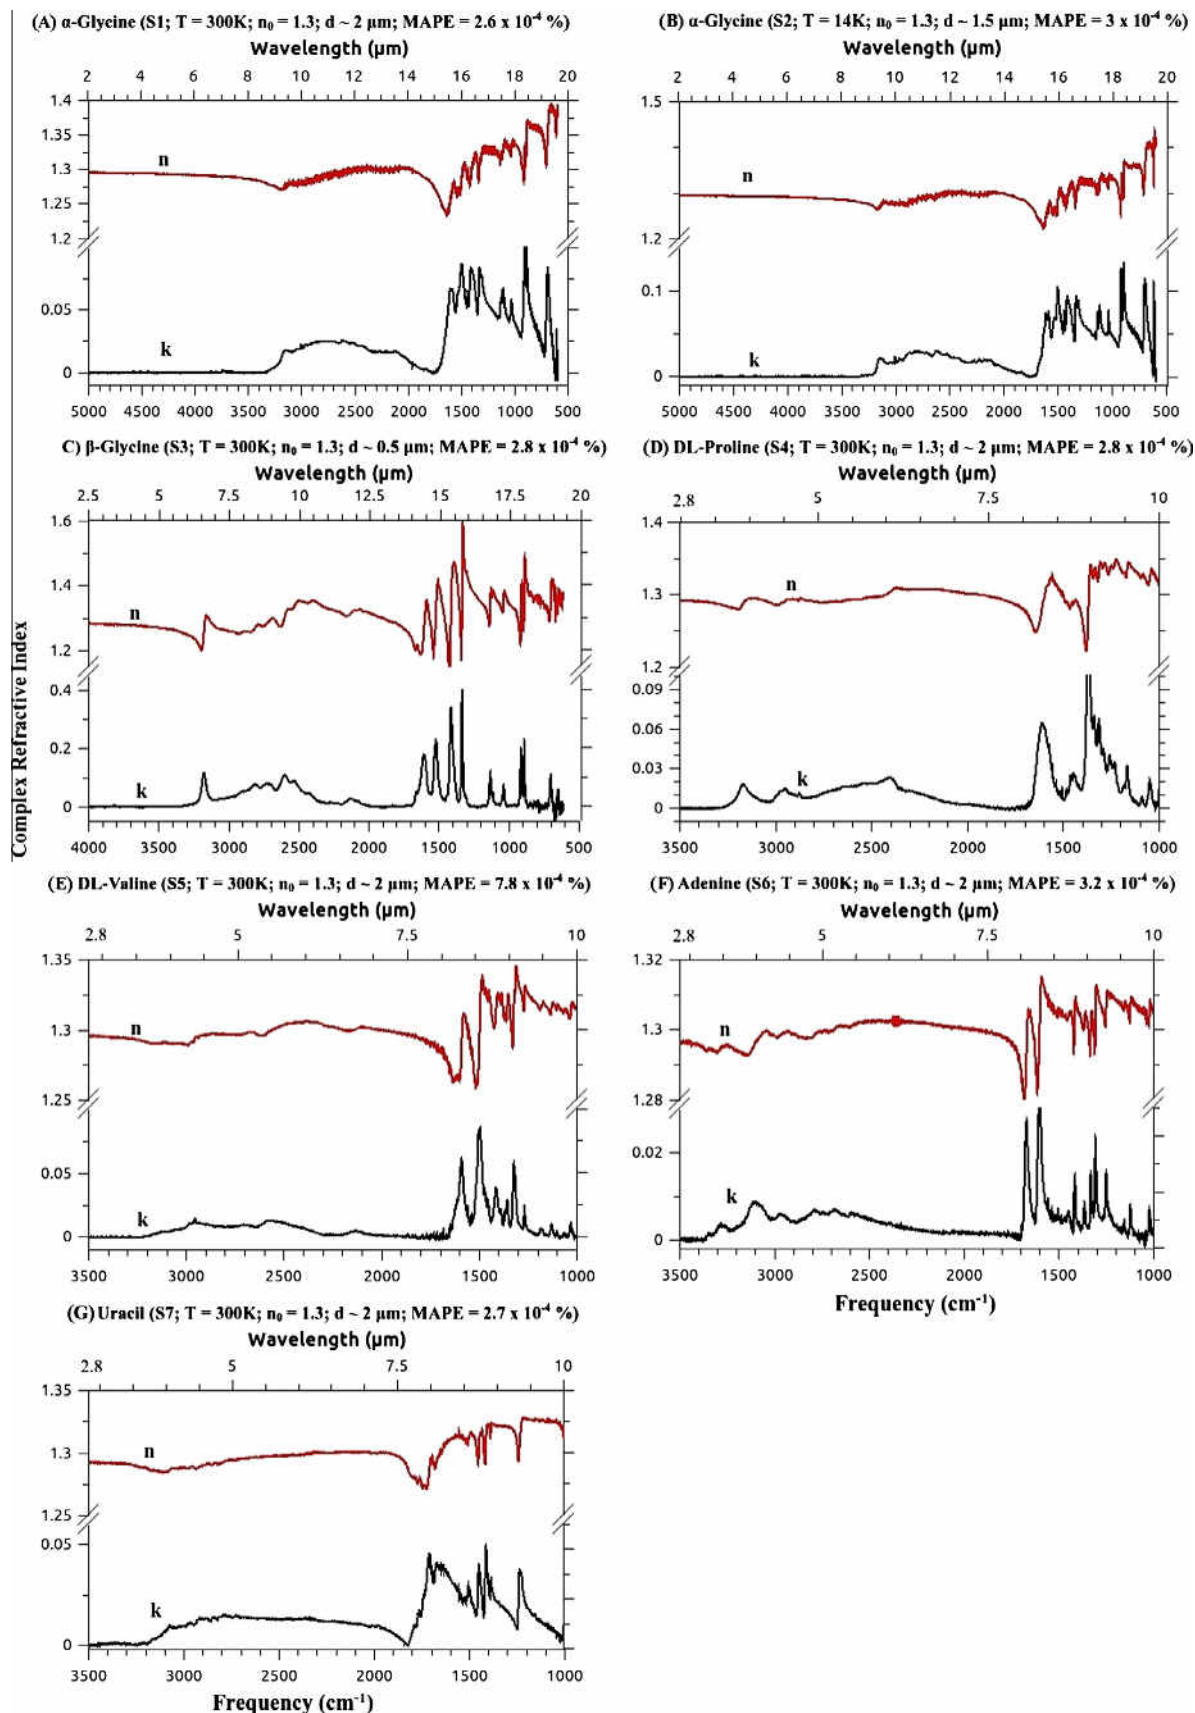 (A) α-Glycine (S1; T = 300K; n₀ = 1.3; d ~ 2 μm; MAPE = 2.6 x 10⁻⁴ %)
Wavelength (μm)
2 4 6 8 10 12 14 16 18 20
1.4
1.35
1.3
1.25
1.2
n
0.05
0
k
5000 4500 4000 3500 3000 2500 2000 1500 1000 500
(B) α-Glycine (S2; T = 14K; n₀ = 1.3; d ~ 1.5 μm; MAPE = 3 x 10⁻⁴ %)
Wavelength (μm)
2 4 6 8 10 12 14 16 18 20
1.5
1.2
n
0.1
0
k
5000 4500 4000 3500 3000 2500 2000 1500 1000 500
Complex Refractive Index
C) β-Glycine (S3; T = 300K; n₀ = 1.3; d ~ 0.5 μm; MAPE = 2.8 x 10⁻⁴ %)
Wavelength (μm)
2.5 5 7.5 10 12.5 15 17.5 20
1.6
1.4
1.2
n
0.4
0.2
0
k
4000 3500 3000 2500 2000 1500 1000 500
(D) DL-Proline (S4; T = 300K; n₀ = 1.3; d ~ 2 μm; MAPE = 2.8 x 10⁻⁴ %)
Wavelength (μm)
2.8 5 7.5 10
1.4
1.3
1.2
n
0.09
0.06
0.03
0
k
3500 3000 2500 2000 1500 1000
(E) DL-Valine (S5; T = 300K; n₀ = 1.3; d ~ 2 μm; MAPE = 7.8 x 10⁻⁴ %)
Wavelength (μm)
2.8 5 7.5 10
1.35
1.3
1.25
n
0.05
0
k
3500 3000 2500 2000 1500 1000
(F) Adenine (S6; T = 300K; n₀ = 1.3; d ~ 2 μm; MAPE = 3.2 x 10⁻⁴ %)
Wavelength (μm)
2.8 5 7.5 10
1.32
1.3
1.28
n
0.02
0
k
3500 3000 2500 2000 1500 1000
Frequency (cm⁻¹)
(G) Uracil (S7; T = 300K; n₀ = 1.3; d ~ 2 μm; MAPE = 2.7 x 10⁻⁴ %)
Wavelength (μm)
2.8 5 7.5 10
1.35
1.3
1.25
n
0.05
0
k
3500 3000 2500 2000 1500 1000
Frequency (cm⁻¹)